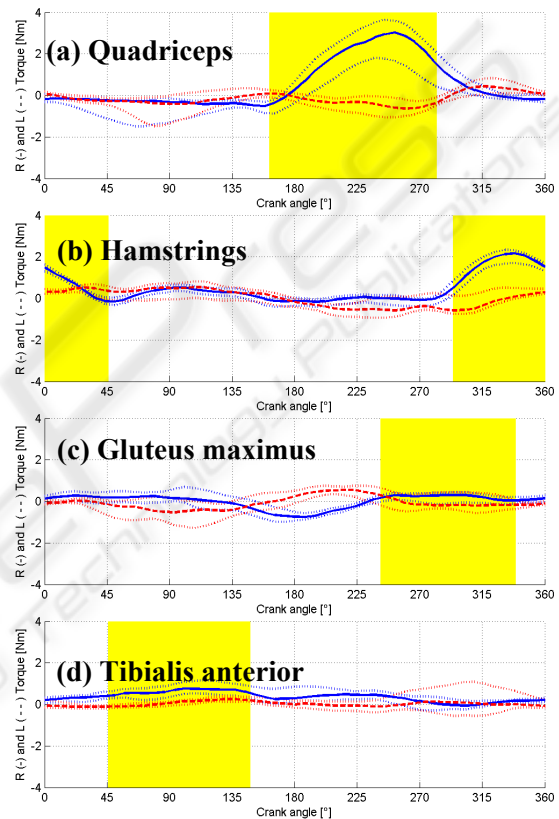 (a) Quadriceps
R (-) and L ( - - ) Torque [Nm]
4
2
0
-2
-4
0 45 90 135 180 225 270 315 360
Crank angle [°]
(b) Hamstrings
R (-) and L ( - - ) Torque [Nm]
4
2
0
-2
-4
0 45 90 135 180 225 270 315 360
Crank angle [°]
(c) Gluteus maximus
R (-) and L ( - - ) Torque [Nm]
4
2
0
-2
-4
0 45 90 135 180 225 270 315 360
Crank angle [°]
(d) Tibialis anterior
R (-) and L ( - - ) Torque [Nm]
4
2
0
-2
-4
0 45 90 135 180 225 270 315 360
Crank angle [°]
Technology Publications